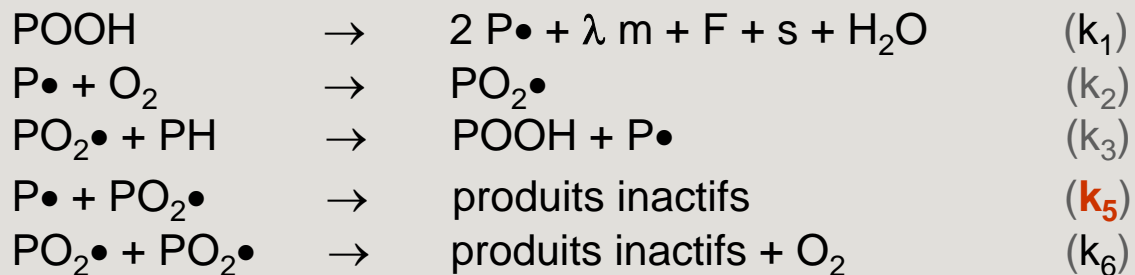 POOH → 2 P● + λ m + F + s + H₂O (k₁)
P● + O₂ → PO₂● (k₂)
PO₂● + PH → POOH + P● (k₃)
P● + PO₂● → produits inactifs (k₅)
PO₂● + PO₂● → produits inactifs + O₂ (k₆)